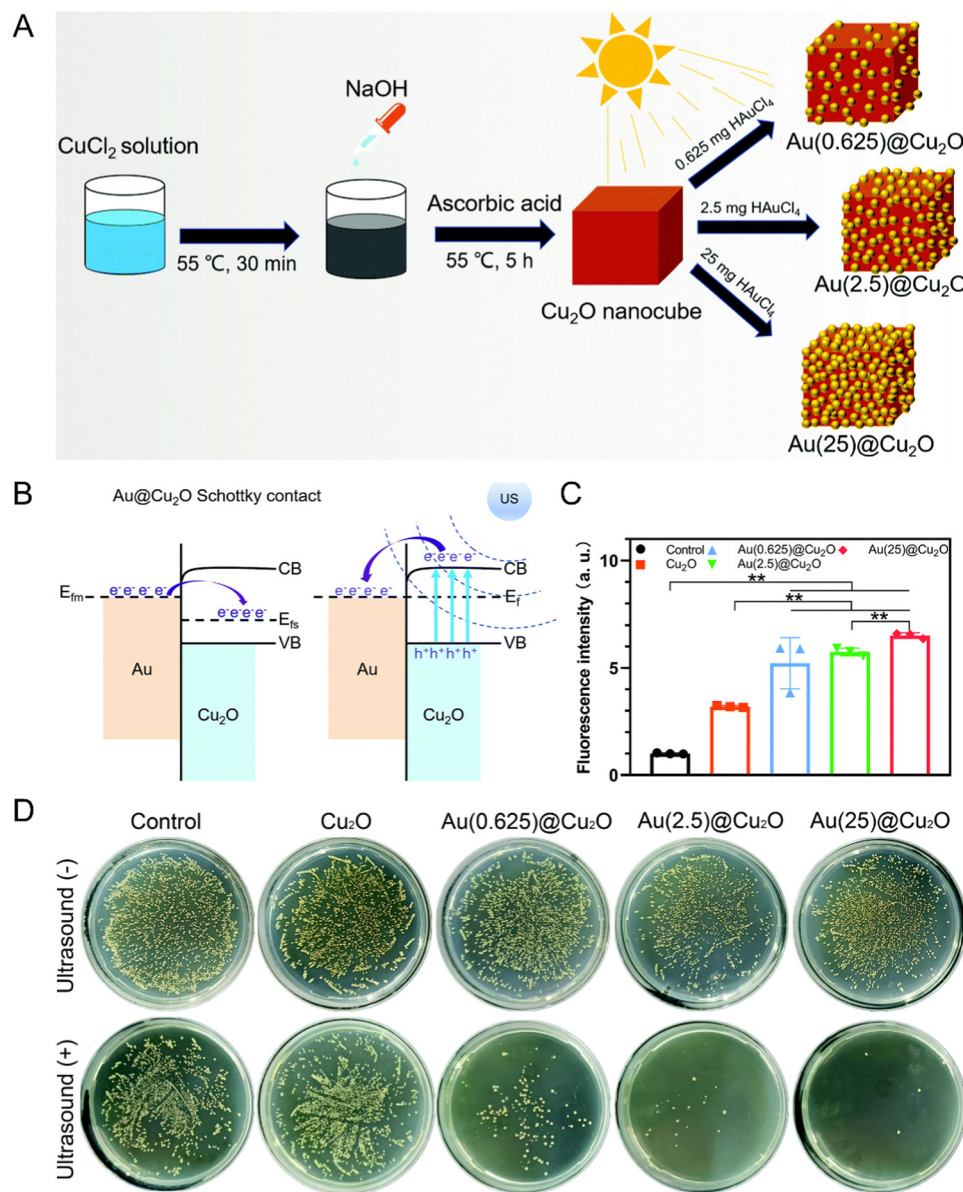 A
CuCl₂ solution
55 ℃, 30 min
NaOH
Ascorbic acid
55 ℃, 5 h
Cu₂O nanocube
0.625 mg HAuCl₄
Au(0.625)@Cu₂O
2.5 mg HAuCl₄
Au(2.5)@Cu₂O
25 mg HAuCl₄
Au(25)@Cu₂O
B
Au@Cu₂O Schottky contact
US
Efm
e⁻e⁻e⁻e⁻
CB
e⁻e⁻e⁻e⁻
Efs
VB
Au
Cu₂O
e⁻e⁻e⁻e⁻
CB
e⁻e⁻e⁻e⁻
Ef
VB
h⁺h⁺h⁺h⁺
Au
Cu₂O
C
Fluorescence intensity (a. u.)
10
5
0
Control
Au(0.625)@Cu₂O
Au(25)@Cu₂O
Cu₂O
Au(2.5)@Cu₂O
**
**
**
D
Control
Cu₂O
Au(0.625)@Cu₂O
Au(2.5)@Cu₂O
Au(25)@Cu₂O
Ultrasound (-)
Ultrasound (+)